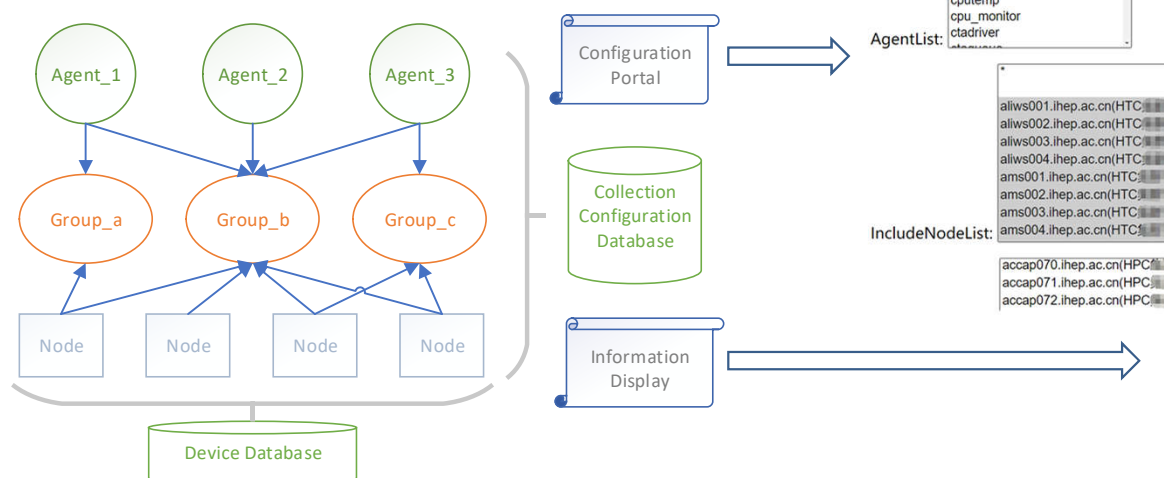 Agent_1
Agent_2
Agent_3
Group_a
Group_b
Group_c
Node
Node
Node
Node
Device Database
Configuration
Portal
Collection
Configuration
Database
Information
Display
cpu_monitor
ctadriver
AgentList:
*
aliws001.ihep.ac.cn(HTC
aliws002.ihep.ac.cn(HTC
aliws003.ihep.ac.cn(HTC
aliws004.ihep.ac.cn(HTC
ams001.ihep.ac.cn(HTC
ams002.ihep.ac.cn(HTC
ams003.ihep.ac.cn(HTC
ams004.ihep.ac.cn(HTC
IncludeNodeList:
accap070.ihep.ac.cn(HPC
accap071.ihep.ac.cn(HPC
accap072.ihep.ac.cn(HPC